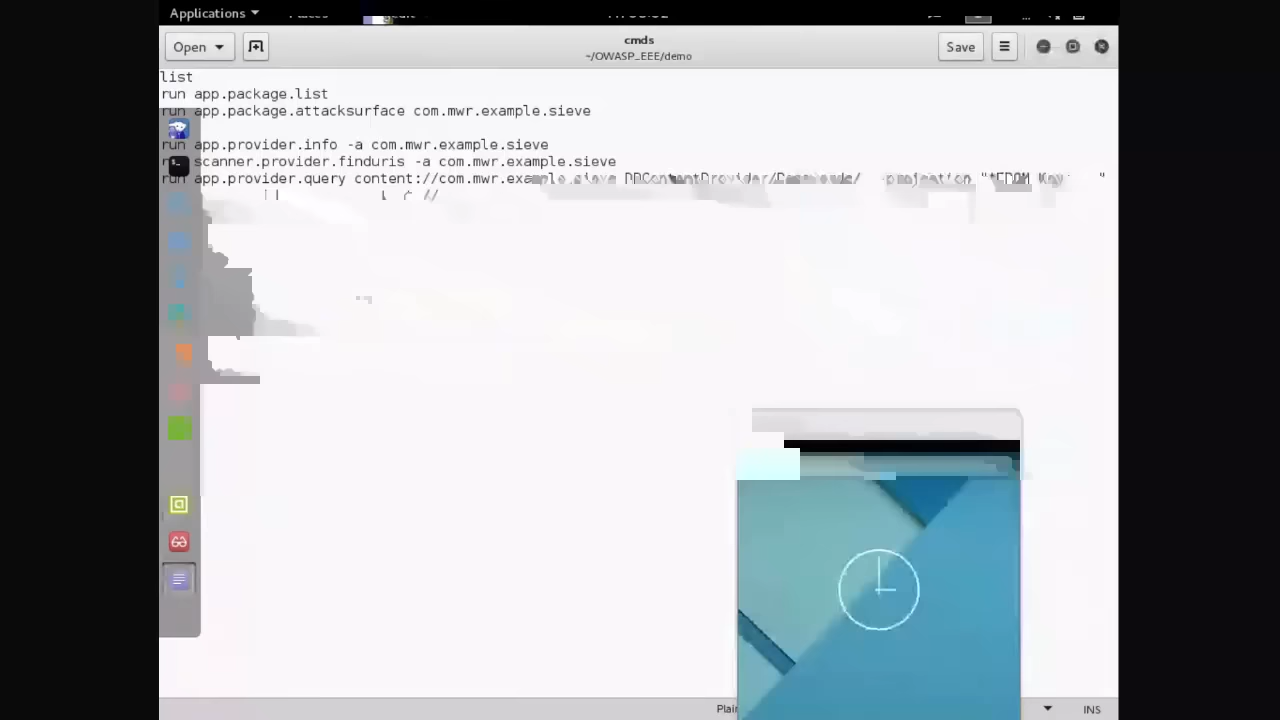 Applications
Open
cmds
~/OWASP_EEE/demo
Save
list
run app.package.list
run app.package.attacksurface com.mwr.example.sieve
run app.provider.info -a com.mwr.example.sieve
scanner.provider.finduris -a com.mwr.example.sieve
run app.provider.query content://com.mwr.example.sieve
INS